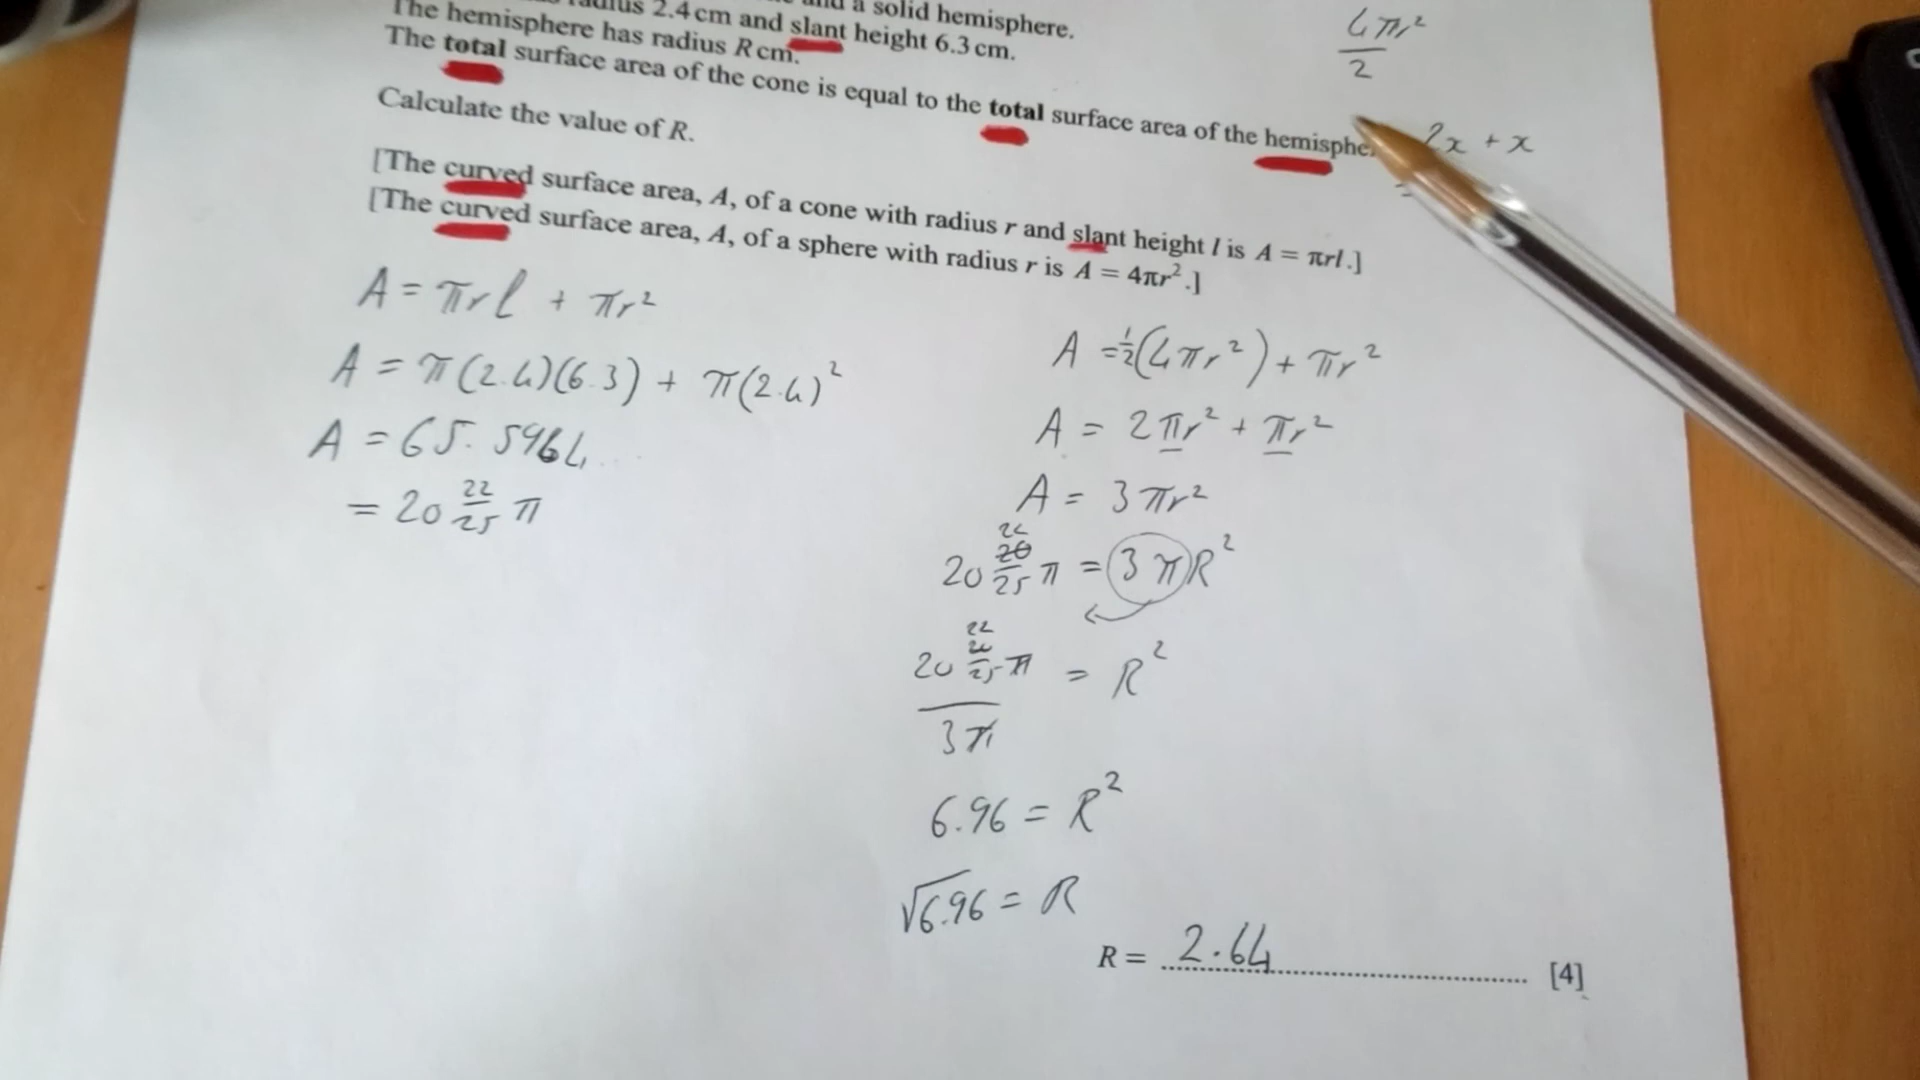 radius 2.4 cm and slant height 6.3 cm.
and a solid hemisphere.
The hemisphere has radius R cm.
The total surface area of the cone is equal to the total surface area of the hemisphe
Calculate the value of R.
[The curved surface area, A, of a cone with radius r and slant height l is A = πrl.]
[The curved surface area, A, of a sphere with radius r is A = 4πr².]
4πr²
2
2x + x
A = πrl + πr²
A = π(2.4)(6.3) + π(2.4)²
A = 65.5964...
= 20 22/25 π
A = ½(4πr²) + πr²
A = 2πr² + πr²
A = 3πr²
22
20 20/25 π = 3πR²
22
20 20/25 π = R²
3π
6.96 = R²
√6.96 = R
R = 2.64 [4]